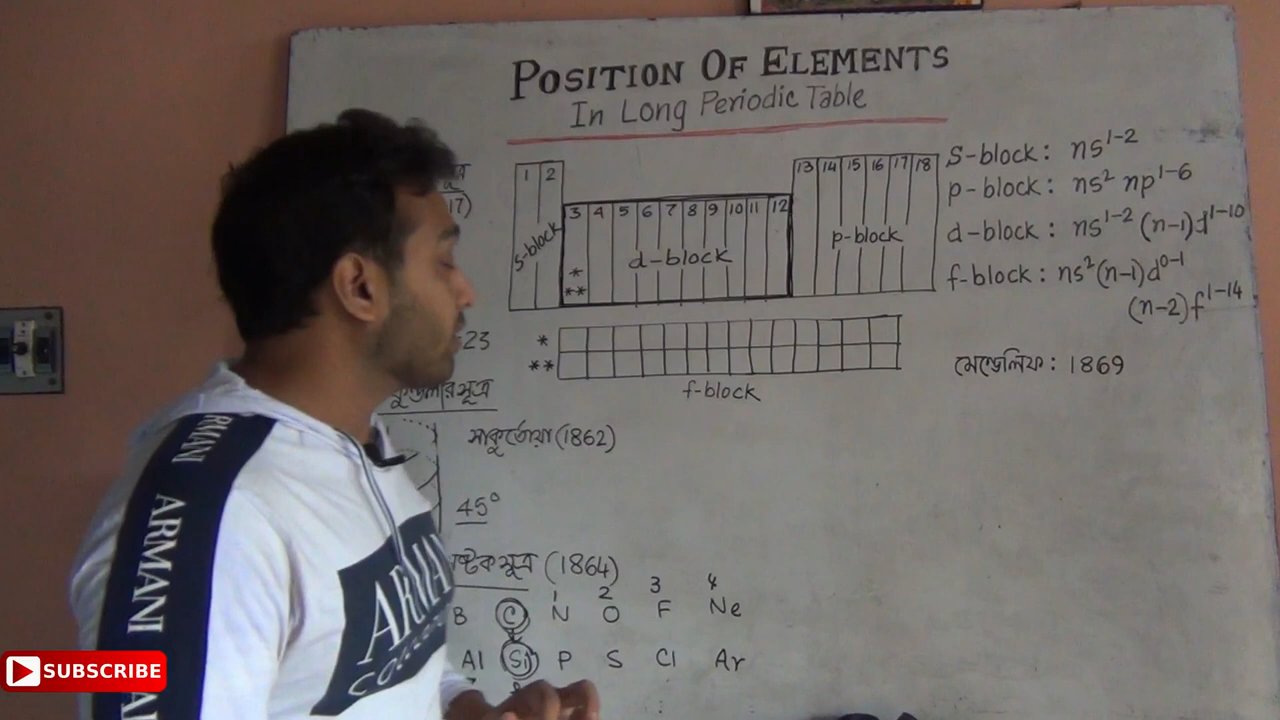 POSITION OF ELEMENTS
In Long Periodic Table
1 2
13 14 15 16 17 18
3 4 5 6 7 8 9 10 11 12
s-block
d-block
p-block
*
**
S-block: ns¹⁻²
p-block: ns² np¹⁻⁶
d-block: ns¹⁻² (n-1)d¹⁻¹⁰
f-block: ns²(n-1)d⁰⁻¹
(n-2)f¹⁻¹⁴
*
**
f-block
মেন্ডেলিফ: 1869
17)
23
সূত্র
(1862)
45°
সূত্র (1864)
1 2 3 4
B C N O F Ne
Al Si P S Cl Ar
ARMANI
ARMANI
ARMANI
SUBSCRIBE